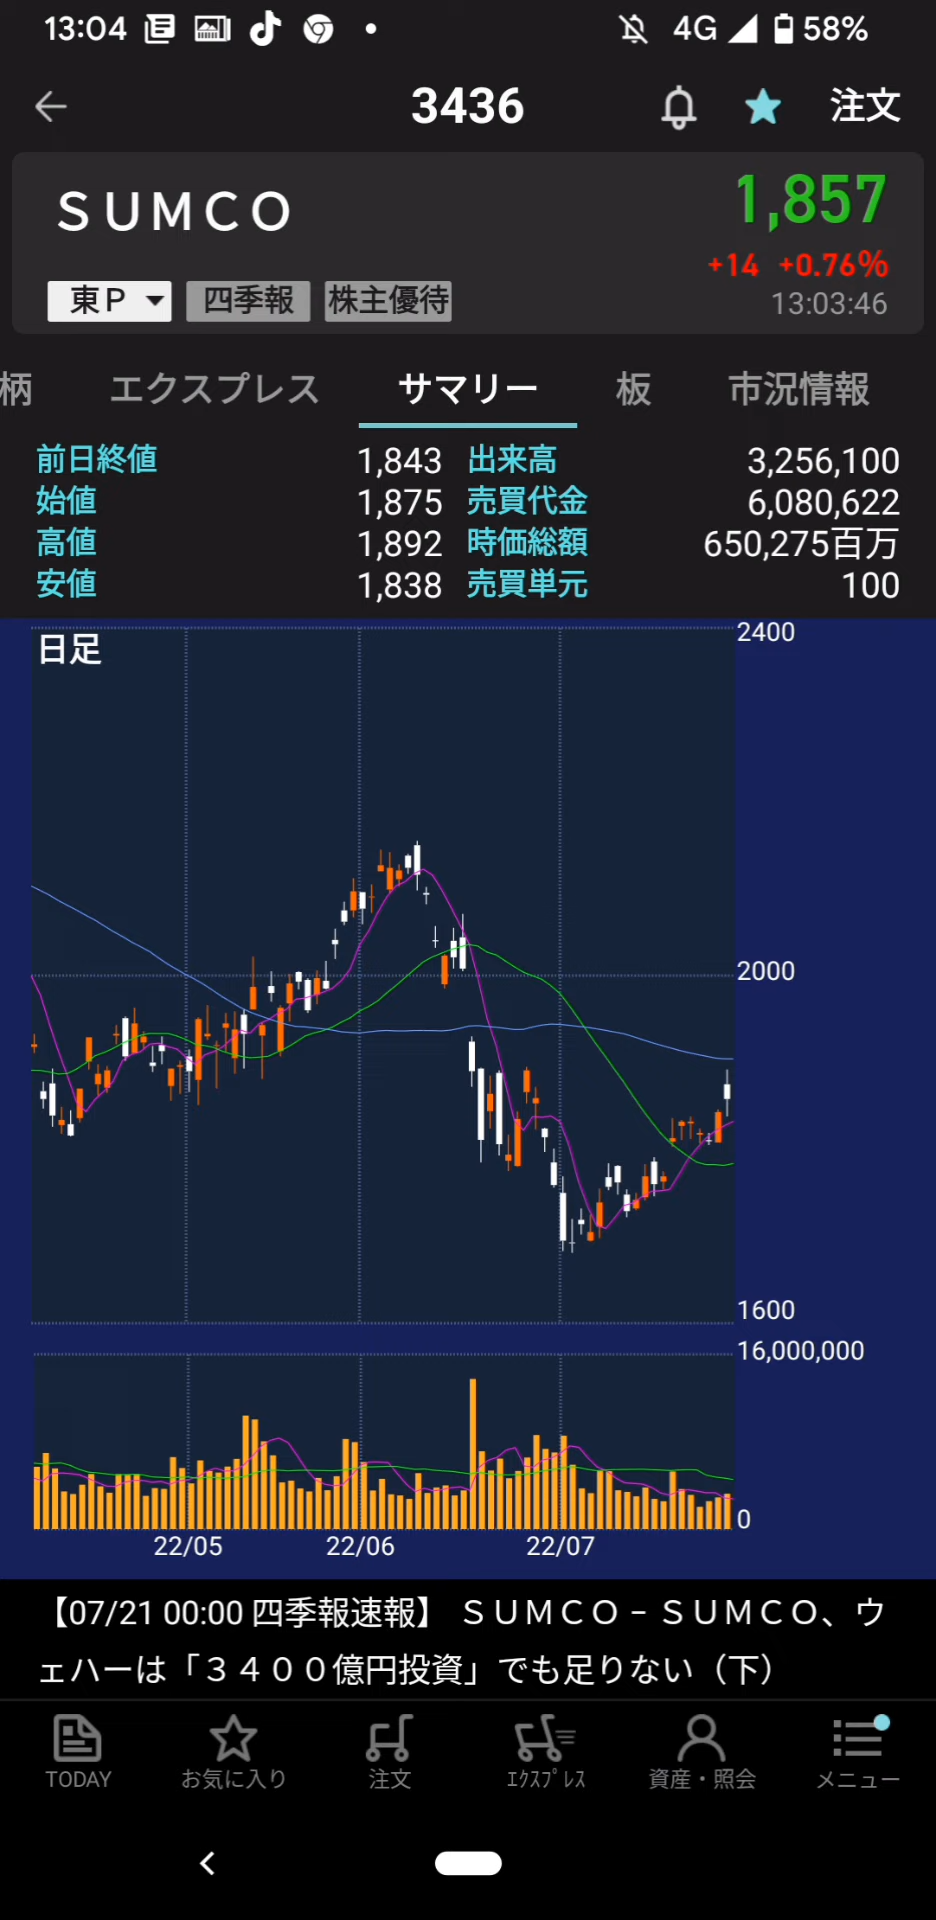 13:04 4G 58%
3436 注文
ＳＵＭＣＯ 1,857
+14 +0.76%
東Ｐ 四季報 株主優待 13:03:46
柄 エクスプレス サマリー 板 市況情報
前日終値 1,843 出来高 3,256,100
始値 1,875 売買代金 6,080,622
高値 1,892 時価総額 650,275百万
安値 1,838 売買単元 100
日足 2400
2000
1600
16,000,000
0
22/05 22/06 22/07
【07/21 00:00 四季報速報】 ＳＵＭＣＯ－ＳＵＭＣＯ、ウ
ェハーは「３４００億円投資」でも足りない（下）
TODAY お気に入り 注文 ｴｸｽﾌﾟﾚｽ 資産・照会 メニュー